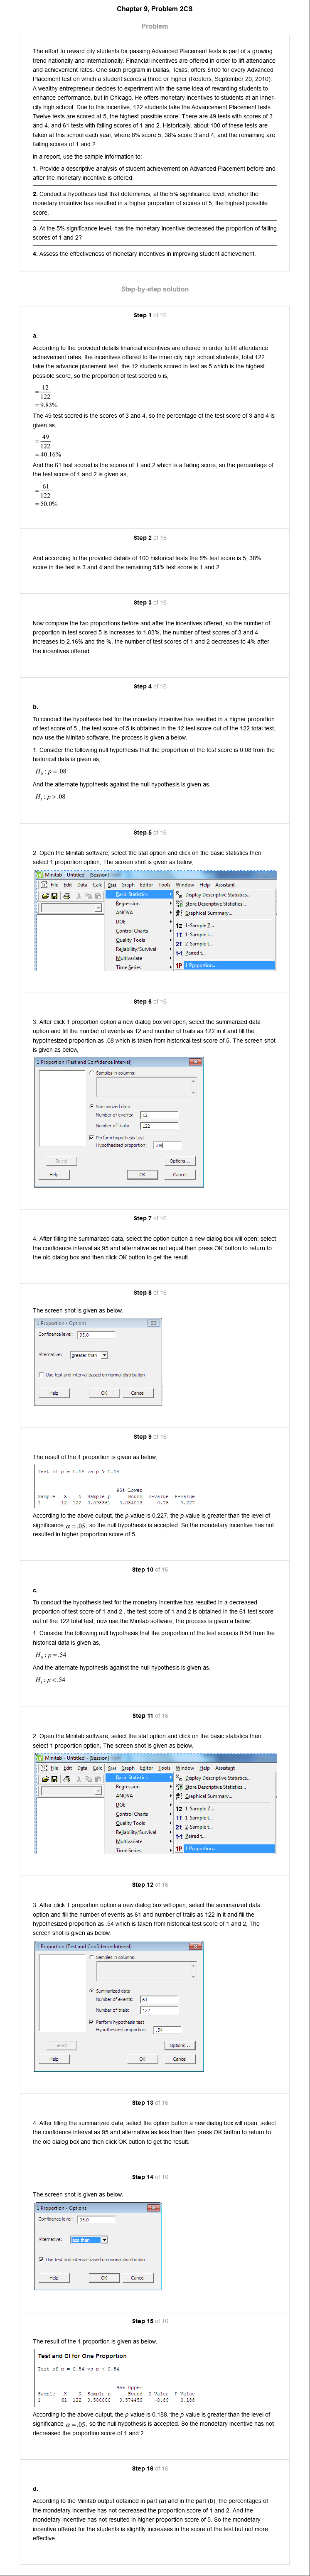 Chapter 9, Problem 2CS
Problem
The effort to reward city students for passing Advanced Placement tests is part of a growing
trend nationally and internationally. Financial incentives are offered in order to lift attendance
and achievement rates. One such program in Dallas, Texas, offers $100 for every Advanced
Placement test on which a student scores a three or higher (Reuters, September 20, 2010).
A wealthy entrepreneur decides to experiment with the same idea of rewarding students to
enhance performance, but in Chicago. He offers monetary incentives to students at an inner-
city high school. Due to this incentive, 122 students take the Advancement Placement tests.
Twelve tests are scored at 5, the highest possible score. There are 49 tests with scores of 3
and 4, and 61 tests with failing scores of 1 and 2. Historically, about 100 of these tests are
taken at this school each year, where 8% score 5, 38% score 3 and 4, and the remaining are
failing scores of 1 and 2.
In a report, use the sample information to:
1. Provide a descriptive analysis of student achievement on Advanced Placement before and
after the monetary incentive is offered.
2. Conduct a hypothesis test that determines, at the 5% significance level, whether the
monetary incentive has resulted in a higher proportion of scores of 5, the highest possible
score.
3. At the 5% significance level, has the monetary incentive decreased the proportion of failing
scores of 1 and 2?
4. Assess the effectiveness of monetary incentives in improving student achievement.
Step-by-step solution
Step 1 of 16
a.
According to the provided details financial incentives are offered in order to lift attendance
achievement rates, the incentives offered to the inner city high school students, total 122
take the advance placement test, the 12 students scored in test as 5 which is the highest
possible score, so the proportion of test scored 5 is,
= 12
122
= 9.83%
The 49 test scored is the scores of 3 and 4, so the percentage of the test score of 3 and 4 is
given as,
= 49
122
= 40.16%
And the 61 test scored is the scores of 1 and 2 which is a failing score, so the percentage of
the test score of 1 and 2 is given as,
= 61
122
= 50.0%
Step 2 of 16
And according to the provided details of 100 historical tests the 8% test score is 5, 38%
score in the test is 3 and 4 and the remaining 54% test score is 1 and 2.
Step 3 of 16
Now compare the two proportions before and after the incentives offered, so the number of
proportion in test scored 5 is increases to 1.83%, the number of test scores of 3 and 4
increases to 2.16% and the %, the number of test scores of 1 and 2 decreases to 4% after
the incentives offered.
Step 4 of 16
b.
To conduct the hypothesis test for the monetary incentive has resulted in a higher proportion
of test score of 5 , the test score of 5 is obtained in the 12 test score out of the 122 total test,
now use the Minitab software, the process is given a below,
1. Consider the following null hypothesis that the proportion of the test score is 0.08 from the
historical data is given as,
H0 : p = .08
And the alternate hypothesis against the null hypothesis is given as,
H1 : p > .08
Step 5 of 16
2. Open the Minitab software, select the stat option and click on the basic statistics then
select 1 proportion option, The screen shot is given as below,
Minitab - Untitled - [Session]
File Edit Data Calc Stat Graph Editor Tools Window Help Assistant
Basic Statistics
Regression
ANOVA
DOE
Control Charts
Quality Tools
Reliability/Survival
Multivariate
Time Series
Display Descriptive Statistics...
Store Descriptive Statistics...
Graphical Summary...
1-Sample Z...
1-Sample t...
2-Sample t...
Paired t...
1 Proportion...
Step 6 of 16
3. After click 1 proportion option a new dialog box will open, select the summarized data
option and fill the number of events as 12 and number of trails as 122 in it and fill the
hypothesized proportion as .08 which is taken from historical test score of 5, The screen shot
is given as below,
1 Proportion (Test and Confidence Interval)
Samples in columns:
Summarized data
Number of events: 12
Number of trials: 122
Perform hypothesis test
Hypothesized proportion: .08
Select
Options...
Help
OK
Cancel
Step 7 of 16
4. After filling the summarized data, select the option button a new dialog box will open; select
the confidence interval as 95 and alternative as not equal then press OK button to return to
the old dialog box and then click OK button to get the result.
Step 8 of 16
The screen shot is given as below,
1 Proportion - Options
Confidence level: 95.0
Alternative: greater than
Use test and interval based on normal distribution
Help
OK
Cancel
Step 9 of 16
The result of the 1 proportion is given as below,
Test of p = 0.08 vs p > 0.08
95% Lower
Sample X N Sample p Bound Z-Value P-Value
1 12 122 0.098361 0.054013 0.75 0.227
According to the above output, the p-value is 0.227, the p-value is greater than the level of
significance α = .05, so the null hypothesis is accepted. So the mondetary incentive has not
resulted in higher proportion score of 5.
Step 10 of 16
c.
To conduct the hypothesis test for the monetary incentive has resulted in a decreased
proportion of test score of 1 and 2 , the test score of 1 and 2 is obtained in the 61 test score
out of the 122 total test, now use the Minitab software, the process is given a below,
1. Consider the following null hypothesis that the proportion of the test score is 0.54 from the
historical data is given as,
H0 : p = .54
And the alternate hypothesis against the null hypothesis is given as,
H1 : p < .54
Step 11 of 16
2. Open the Minitab software, select the stat option and click on the basic statistics then
select 1 proportion option, The screen shot is given as below,
Minitab - Untitled - [Session]
File Edit Data Calc Stat Graph Editor Tools Window Help Assistant
Basic Statistics
Regression
ANOVA
DOE
Control Charts
Quality Tools
Reliability/Survival
Multivariate
Time Series
Display Descriptive Statistics...
Store Descriptive Statistics...
Graphical Summary...
1-Sample Z...
1-Sample t...
2-Sample t...
Paired t...
1 Proportion...
Step 12 of 16
3. After click 1 proportion option a new dialog box will open, select the summarized data
option and fill the number of events as 61 and number of trails as 122 in it and fill the
hypothesized proportion as .54 which is taken from historical test score of 1 and 2, The
screen shot is given as below,
1 Proportion (Test and Confidence Interval)
Samples in columns:
Summarized data
Number of events: 61
Number of trials: 122
Perform hypothesis test
Hypothesized proportion: .54
Select
Options...
Help
OK
Cancel
Step 13 of 16
4. After filling the summarized data, select the option button a new dialog box will open; select
the confidence interval as 95 and alternative as less than then press OK button to return to
the old dialog box and then click OK button to get the result.
Step 14 of 16
The screen shot is given as below,
1 Proportion - Options
Confidence level: 95.0
Alternative: less than
Use test and interval based on normal distribution
Help
OK
Cancel
Step 15 of 16
The result of the 1 proportion is given as below,
Test and CI for One Proportion
Test of p = 0.54 vs p < 0.54
95% Upper
Sample X N Sample p Bound Z-Value P-Value
1 61 122 0.500000 0.574459 -0.89 0.188
According to the above output, the p-value is 0.188, the p-value is greater than the level of
significance α = .05, so the null hypothesis is accepted. So the mondetary incentive has not
decreased the proportion score of 1 and 2.
Step 16 of 16
d.
According to the Minitab output obtained in part (a) and in the part (b), the percentages of
the mondetary incentive has not decreased the proportion score of 1 and 2. And the
mondetary incentive has not resulted in higher proportion score of 5. So the mondetary
incentive offered for the students is slightlly increases in the score of the test but not more
effective.